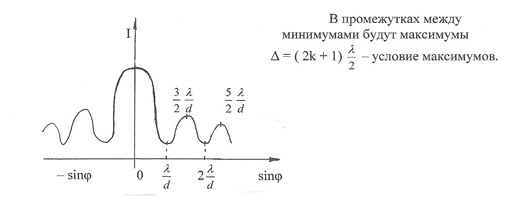 I
В промежутках между
минимумами будут максимумы
Δ = ( 2k + 1) λ/2 – условие максимумов.
3/2 λ/d
5/2 λ/d
– sinφ
0
λ/d
2 λ/d
sinφ